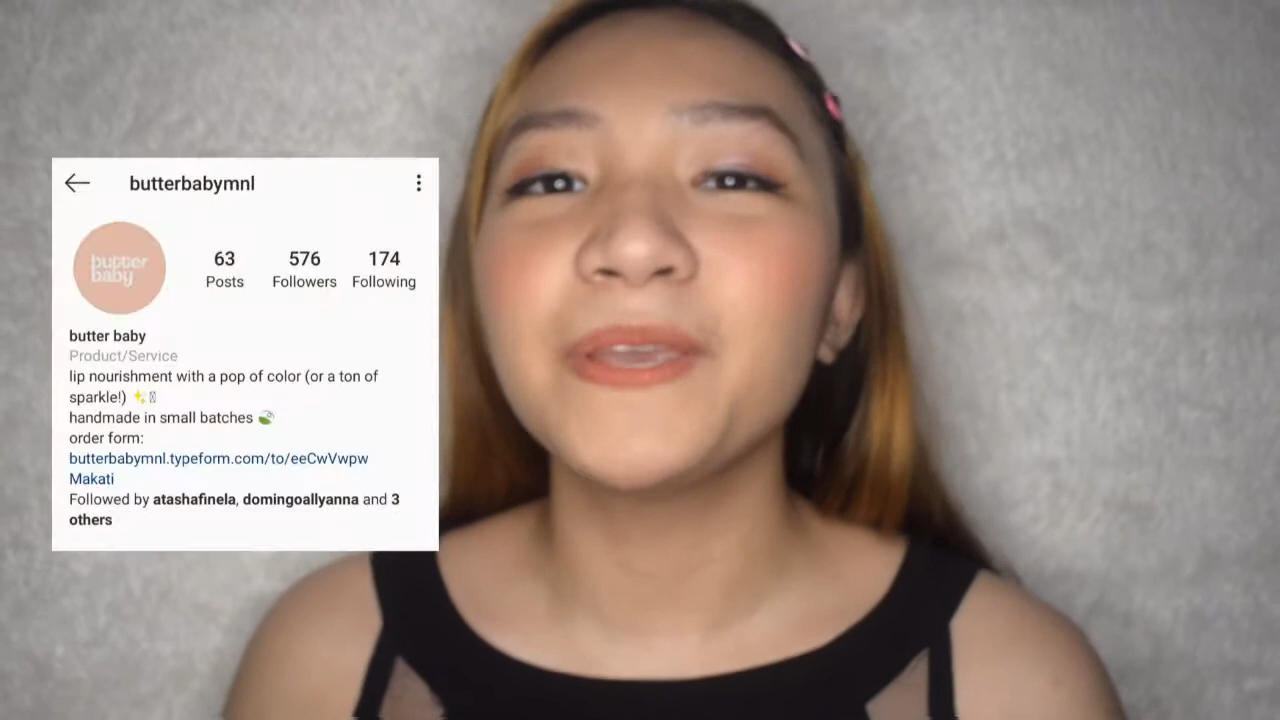 butterbabymnl
butter
baby
63
576
174
Posts
Followers
Following
butter baby
Product/Service
lip nourishment with a pop of color (or a ton of
sparkle!) ✨
handmade in small batches 🍃
order form:
butterbabymnl.typeform.com/to/eeCwVwpw
Makati
Followed by atashafinela, domingoallyanna and 3
others